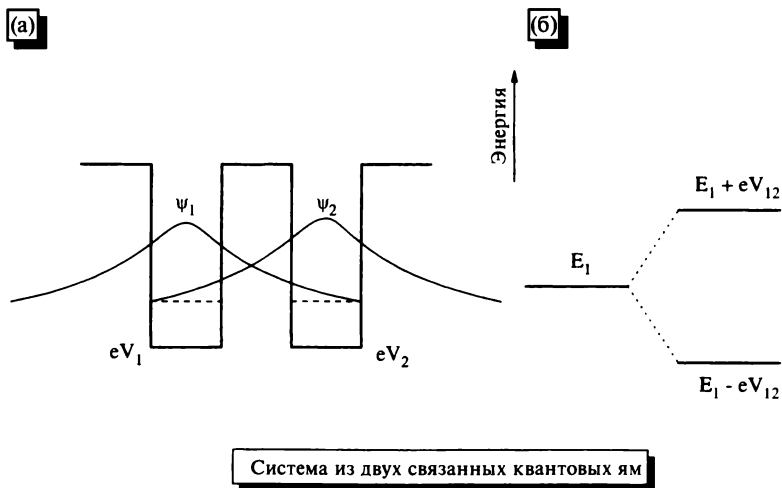 (а)
(б)
Энергия
ψ₁
ψ₂
eV₁
eV₂
E₁ + eV₁₂
E₁
E₁ - eV₁₂
Система из двух связанных квантовых ям